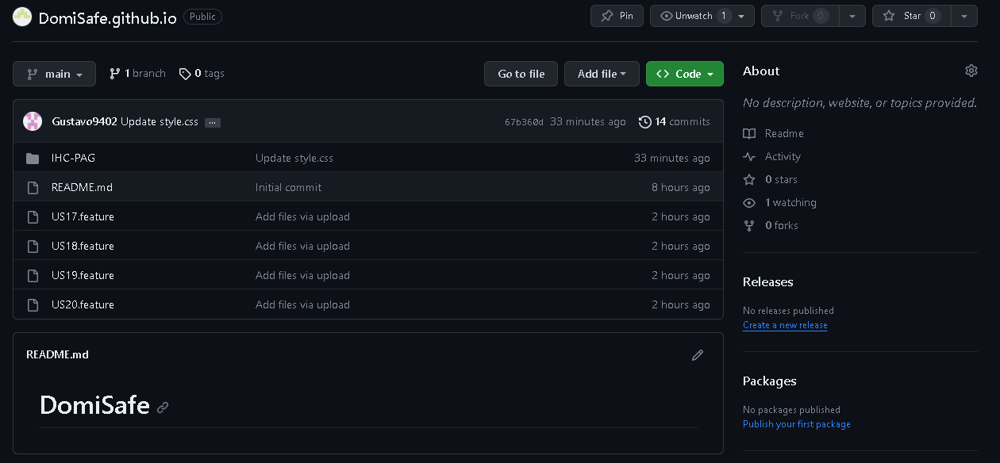 DomiSafe.github.io Public Pin Unwatch 1 Fork 0 Star 0
main 1 branch 0 tags Go to file Add file Code
Gustavo9402 Update style.css ... 67b360d 33 minutes ago 14 commits
IHC-PAG Update style.css 33 minutes ago
README.md Initial commit 8 hours ago
US17.feature Add files via upload 2 hours ago
US18.feature Add files via upload 2 hours ago
US19.feature Add files via upload 2 hours ago
US20.feature Add files via upload 2 hours ago
README.md
DomiSafe
About
No description, website, or topics provided.
Readme
Activity
0 stars
1 watching
0 forks
Releases
No releases published
Create a new release
Packages
No packages published
Publish your first package